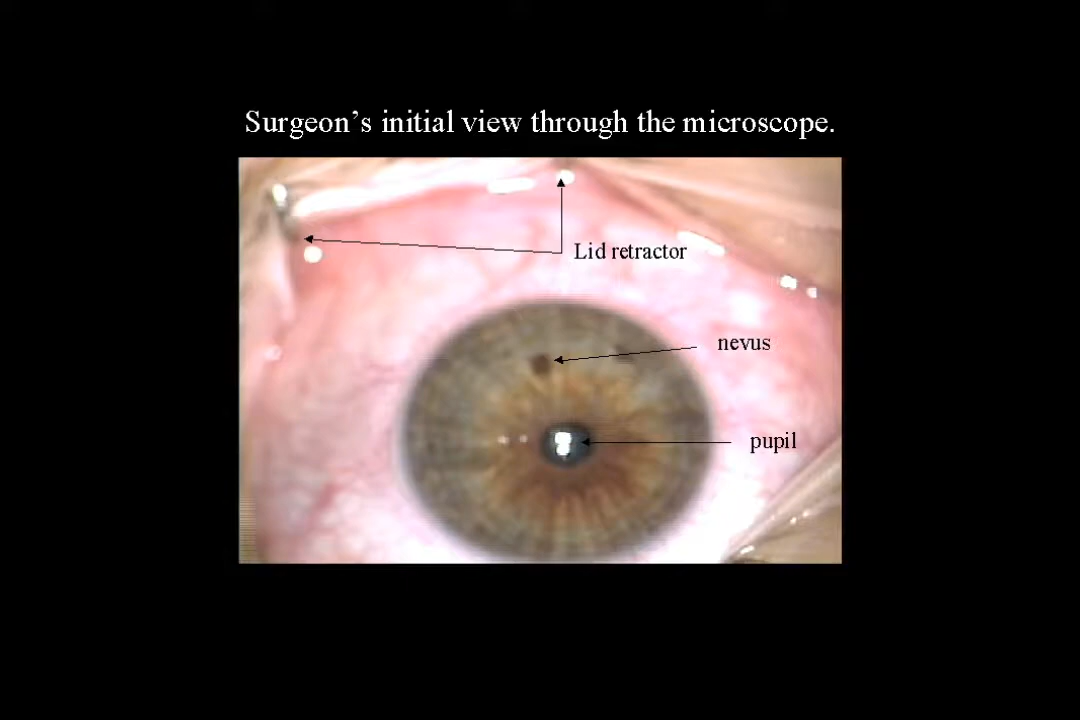 Surgeon's initial view through the microscope.
Lid retractor
nevus
pupil